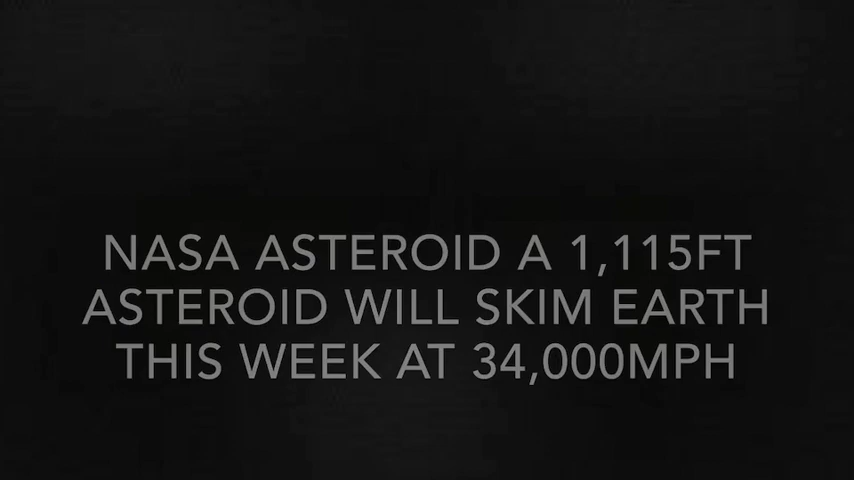 NASA ASTEROID A 1,115FT
ASTEROID WILL SKIM EARTH
THIS WEEK AT 34,000MPH